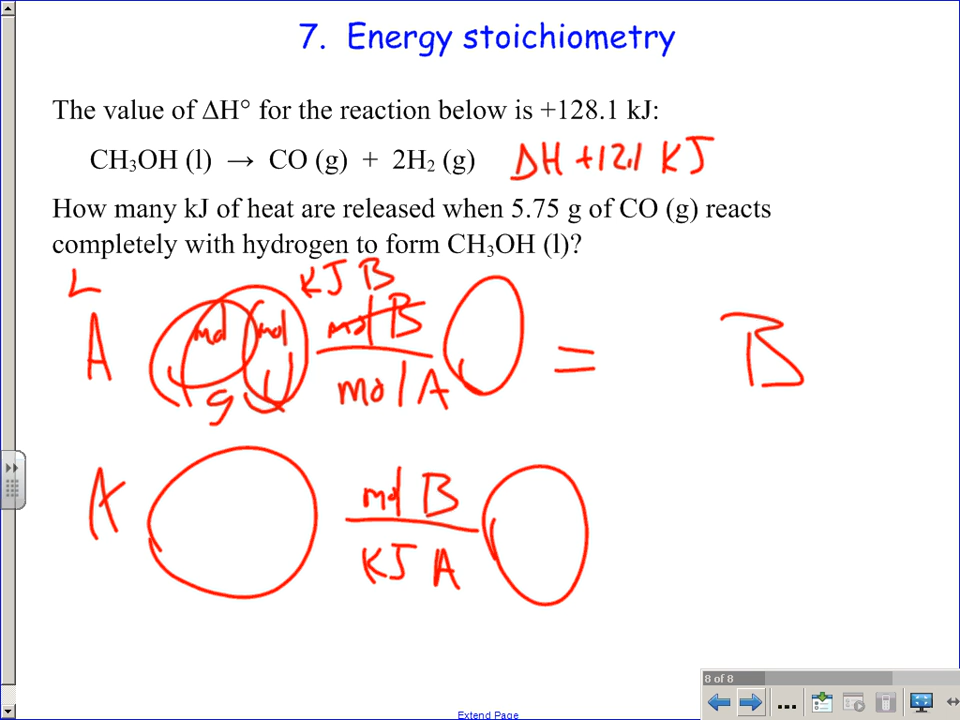 7. Energy stoichiometry
The value of ΔH° for the reaction below is +128.1 kJ:
CH₃OH (l) → CO (g) + 2H₂ (g) ΔH +12.1 KJ
How many kJ of heat are released when 5.75 g of CO (g) reacts
completely with hydrogen to form CH₃OH (l)?
L
KJ B
A mol mol mol B = B
g mol A
A mol B
KJ A
8 of 8
Extend Page